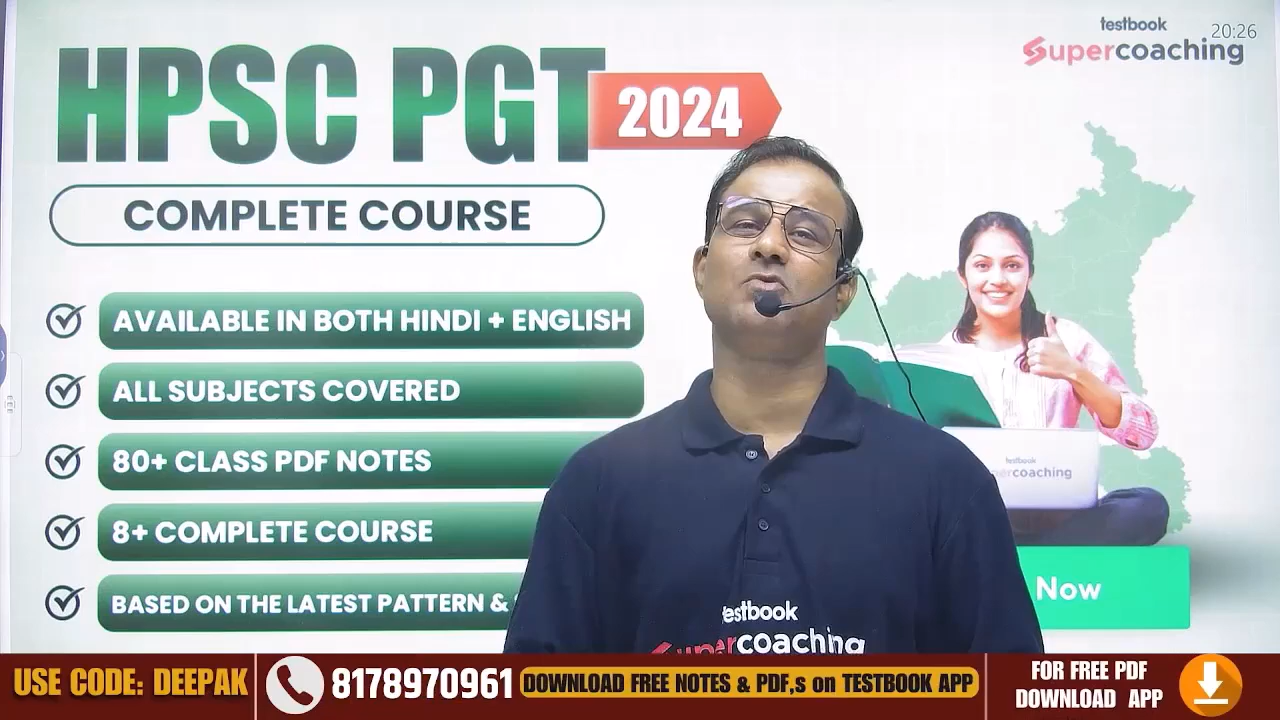 testbook
20:26
Supercoaching
HPSC PGT
2024
COMPLETE COURSE
AVAILABLE IN BOTH HINDI + ENGLISH
ALL SUBJECTS COVERED
80+ CLASS PDF NOTES
8+ COMPLETE COURSE
BASED ON THE LATEST PATTERN &
testbook
coaching
Now
testbook
Supercoaching
USE CODE: DEEPAK
8178970961
DOWNLOAD FREE NOTES & PDF,s on TESTBOOK APP
FOR FREE PDF
DOWNLOAD APP